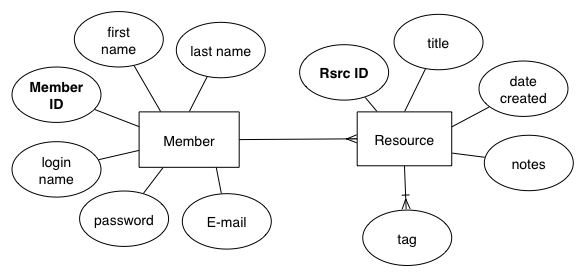 first
name
last name
title
Rsrc ID
Member
ID
date
created
Member
Resource
login
name
notes
password
E-mail
tag